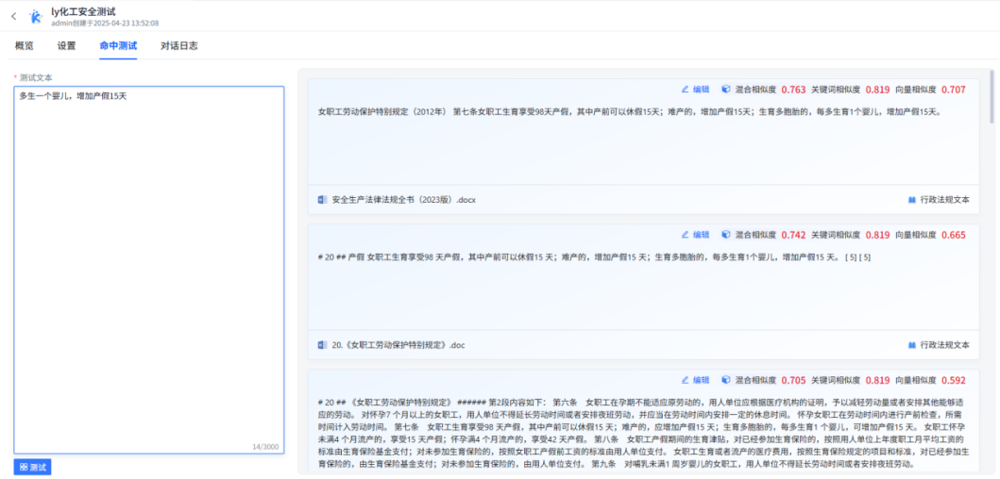 ly化工安全测试
admin创建于2025-04-23 13:52:08
概览 设置 命中测试 对话日志
* 测试文本
多生一个婴儿，增加产假15天
14/3000
测试
编辑 混合相似度 0.763 关键词相似度 0.819 向量相似度 0.707
女职工劳动保护特别规定（2012年） 第七条女职工生育享受98天产假，其中产前可以休假15天；难产的，增加产假15天；生育多胞胎的，每多生育1个婴儿，增加产假15天。
安全生产法律法规全书（2023版）.docx 行政法规文本
编辑 混合相似度 0.742 关键词相似度 0.819 向量相似度 0.665
# 20 ## 产假 女职工生育享受98 天产假，其中产前可以休假15 天；难产的，增加产假15 天；生育多胞胎的，每多生育1个婴儿，增加产假15 天。 [ 5] [ 5]
20.《女职工劳动保护特别规定》.doc 行政法规文本
编辑 混合相似度 0.705 关键词相似度 0.819 向量相似度 0.592
# 20 ## 《女职工劳动保护特别规定》 ###### 第2段内容如下： 第六条 女职工在孕期不能适应原劳动的，用人单位应根据医疗机构的证明，予以减轻劳动量或者安排其他能够适
应的劳动。 对怀孕7 个月以上的女职工，用人单位不得延长劳动时间或者安排夜班劳动，并应当在劳动时间内安排一定的休息时间。 怀孕女职工在劳动时间内进行产前检查，所需
时间计入劳动时间。 第七条 女职工生育享受98 天产假，其中产前可以休假15 天；难产的，应增加产假15 天；生育多胞胎的，每多生育1 个婴儿，可增加产假15 天。 女职工怀孕
未满4 个月流产的，享受15 天产假；怀孕满4 个月流产的，享受42 天产假。 第八条 女职工产假期间的生育津贴，对已经参加生育保险的，按照用人单位上年度职工月平均工资的
标准由生育保险基金支付；对未参加生育保险的，按照女职工产假前工资的标准由用人单位支付。 女职工生育或者流产的医疗费用，按照生育保险规定的项目和标准，对已经参加生
育保险的，由生育保险基金支付；对未参加生育保险的，由用人单位支付。 第九条 对哺乳未满1 周岁婴儿的女职工，用人单位不得延长劳动时间或者安排夜班劳动。